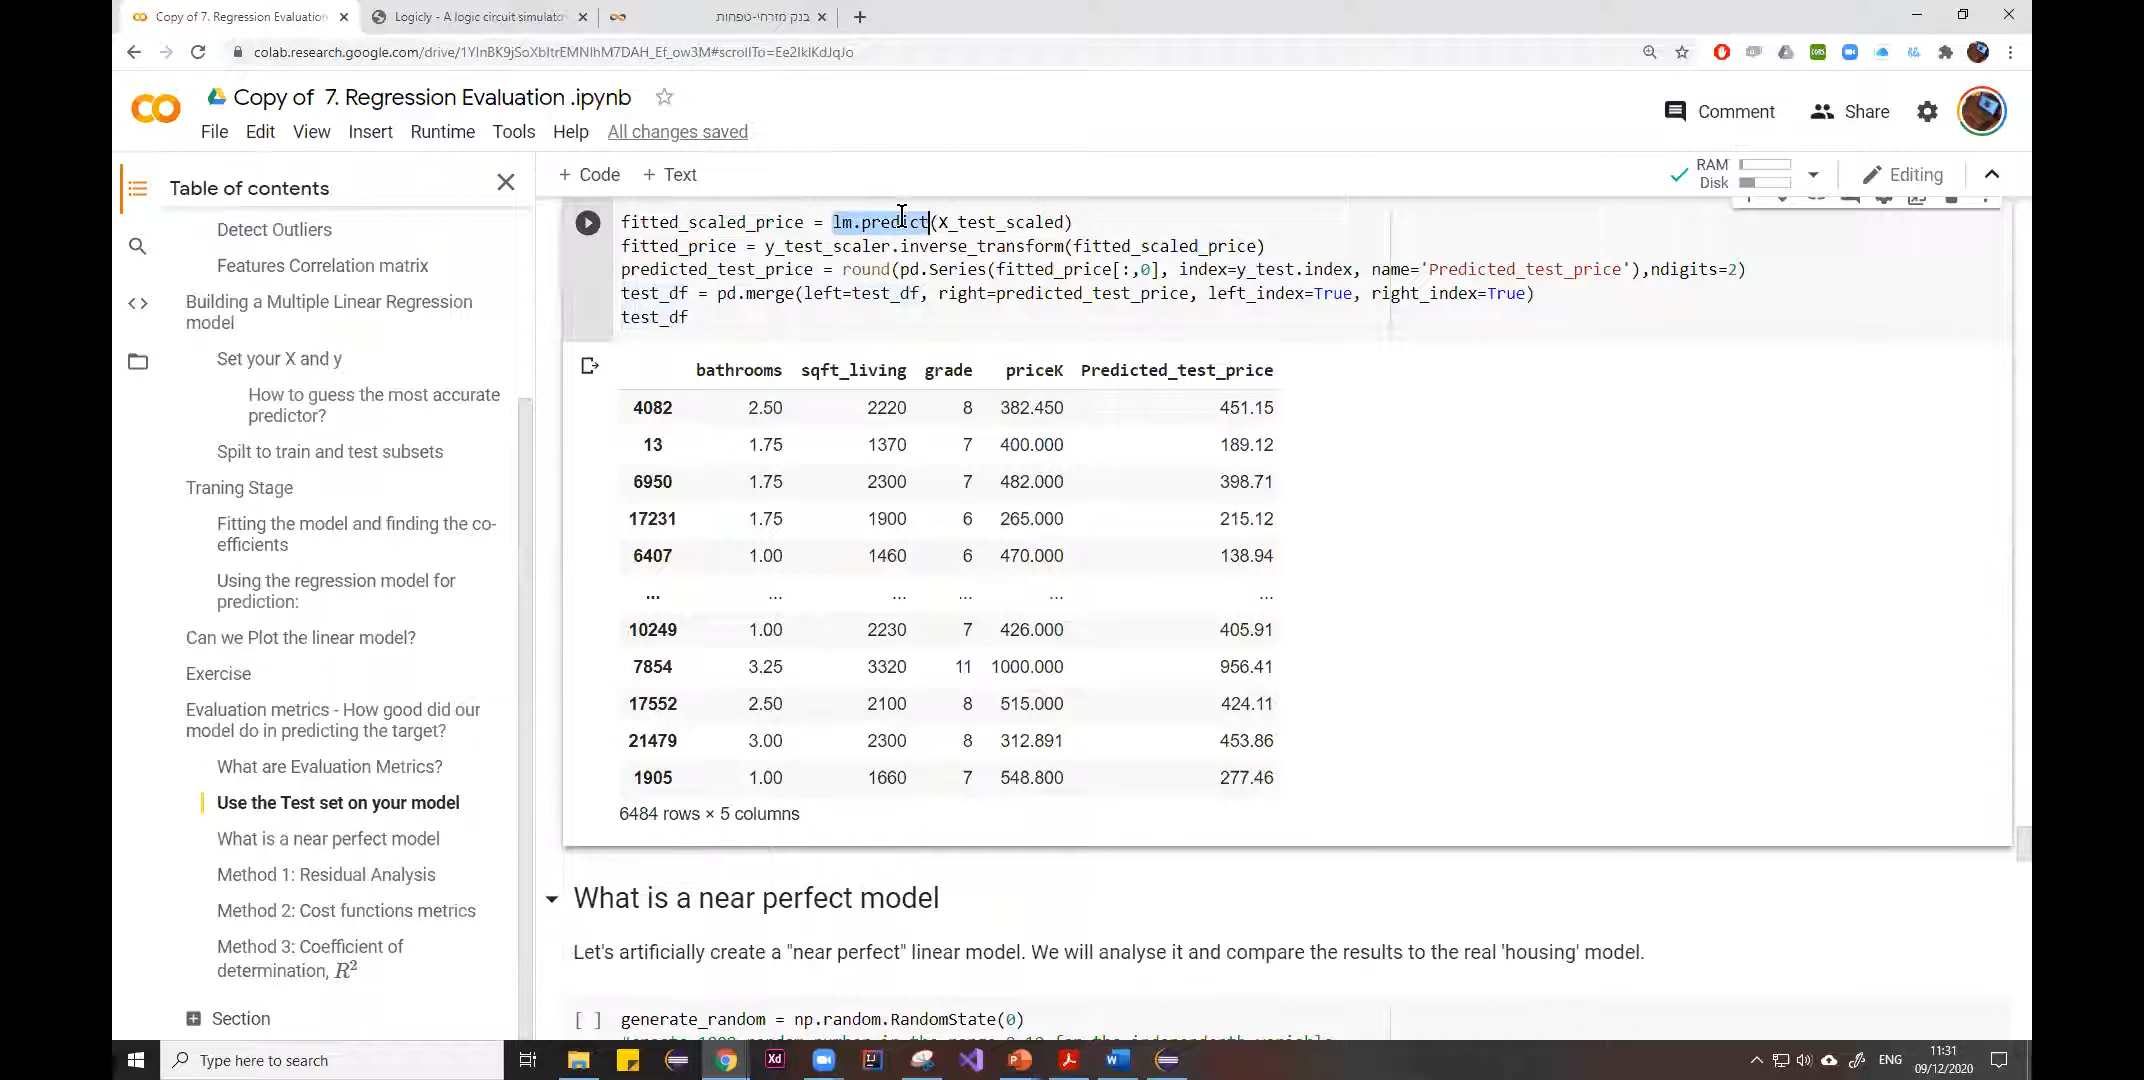 Copy of 7. Regression Evaluation
Logicly - A logic circuit simulato
בנק מזרחי-טפחות
colab.research.google.com/drive/1YInBK9jSoXbItrEMNIhM7DAH_Ef_ow3M#scrollTo=Ee2IkIKdJqJo
Copy of 7. Regression Evaluation .ipynb
Comment
Share
File Edit View Insert Runtime Tools Help All changes saved
Table of contents
+ Code + Text
RAM
Disk
Editing
Detect Outliers
Features Correlation matrix
Building a Multiple Linear Regression
model
Set your X and y
How to guess the most accurate
predictor?
Spilt to train and test subsets
Traning Stage
Fitting the model and finding the co-
efficients
Using the regression model for
prediction:
Can we Plot the linear model?
Exercise
Evaluation metrics - How good did our
model do in predicting the target?
What are Evaluation Metrics?
Use the Test set on your model
What is a near perfect model
Method 1: Residual Analysis
Method 2: Cost functions metrics
Method 3: Coefficient of
determination, R²
Section
fitted_scaled_price = lm.predict(X_test_scaled)
fitted_price = y_test_scaler.inverse_transform(fitted_scaled_price)
predicted_test_price = round(pd.Series(fitted_price[:,0], index=y_test.index, name='Predicted_test_price'),ndigits=2)
test_df = pd.merge(left=test_df, right=predicted_test_price, left_index=True, right_index=True)
test_df
bathrooms sqft_living grade priceK Predicted_test_price
4082 2.50 2220 8 382.450 451.15
13 1.75 1370 7 400.000 189.12
6950 1.75 2300 7 482.000 398.71
17231 1.75 1900 6 265.000 215.12
6407 1.00 1460 6 470.000 138.94
... ... ... ... ... ...
10249 1.00 2230 7 426.000 405.91
7854 3.25 3320 11 1000.000 956.41
17552 2.50 2100 8 515.000 424.11
21479 3.00 2300 8 312.891 453.86
1905 1.00 1660 7 548.800 277.46
6484 rows × 5 columns
What is a near perfect model
Let's artificially create a "near perfect" linear model. We will analyse it and compare the results to the real 'housing' model.
[ ] generate_random = np.random.RandomState(0)
Type here to search
Xd
ENG
11:31
09/12/2020